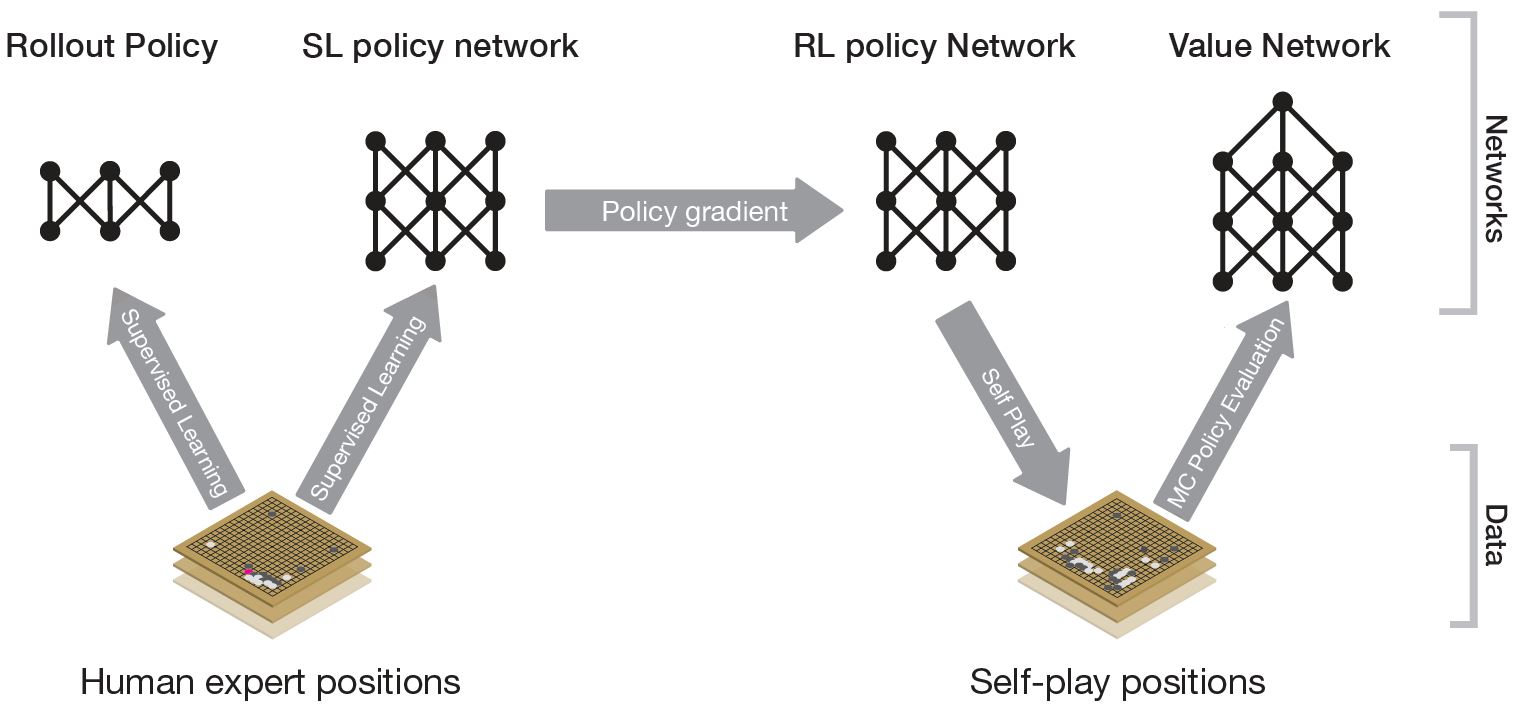 Rollout Policy
SL policy network
RL policy Network
Value Network
Networks
Policy gradient
Supervised Learning
Supervised Learning
Self Play
MC Policy Evaluation
Data
Human expert positions
Self-play positions